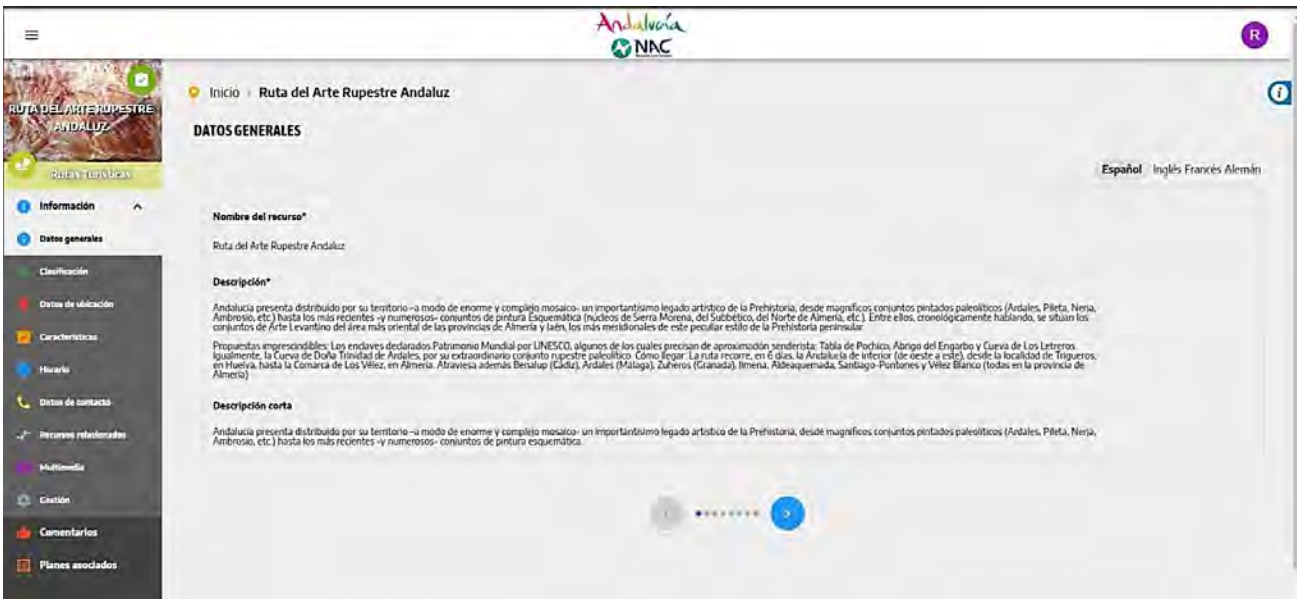 Andalucía
NAC
R
RUTA DEL ARTE RUPESTRE
ANDALUZ
Rutas Turísticas
Información
Datos generales
Clasificación
Datos de ubicación
Características
Horario
Datos de contacto
Recursos relacionados
Multimedia
Gestión
Comentarios
Planes asociados
Inicio › Ruta del Arte Rupestre Andaluz
i
DATOS GENERALES
Español Inglés Francés Alemán
Nombre del recurso*
Ruta del Arte Rupestre Andaluz
Descripción*
Andalucía presenta distribuido por su territorio –a modo de enorme y complejo mosaico- un importantísimo legado artístico de la Prehistoria, desde magníficos conjuntos pintados paleolíticos (Ardales, Pileta, Nerja,
Ambrosio, etc.) hasta los más recientes -y numerosos- conjuntos de pintura Esquemática (núcleos de Sierra Morena, del Subbético, del Norte de Almería, etc.). Entre ellos, cronológicamente hablando, se sitúan los
conjuntos de Arte Levantino del área más oriental de las provincias de Almería y Jaén, los más meridionales de este peculiar estilo de la Prehistoria peninsular.
Propuestas imprescindibles: Los enclaves declarados Patrimonio Mundial por UNESCO, algunos de los cuales precisan de aproximación senderista: Tabla de Pochico, Abrigo del Engarbo y Cueva de Los Letreros.
Igualmente, la Cueva de Doña Trinidad de Ardales, por su extraordinario conjunto rupestre paleolítico. Cómo llegar: La ruta recorre, en 6 días, la Andalucía de interior (de oeste a este), desde la localidad de Trigueros,
en Huelva, hasta la Comarca de Los Vélez, en Almería. Atraviesa además Benalup (Cádiz), Ardales (Málaga), Zuheros (Granada), Jimena, Aldeaquemada, Santiago-Pontones y Vélez Blanco (todas en la provincia de
Almería)
Descripción corta
Andalucía presenta distribuido por su territorio –a modo de enorme y complejo mosaico- un importantísimo legado artístico de la Prehistoria, desde magníficos conjuntos pintados paleolíticos (Ardales, Pileta, Nerja,
Ambrosio, etc.) hasta los más recientes -y numerosos- conjuntos de pintura esquemática.